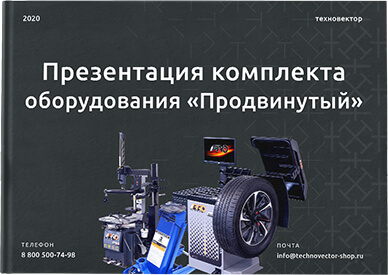 2020
техновектор
Презентация комплекта
оборудования «Продвинутый»
ТЕЛЕФОН
8 800 500-74-98
ПОЧТА
info@technovector-shop.ru